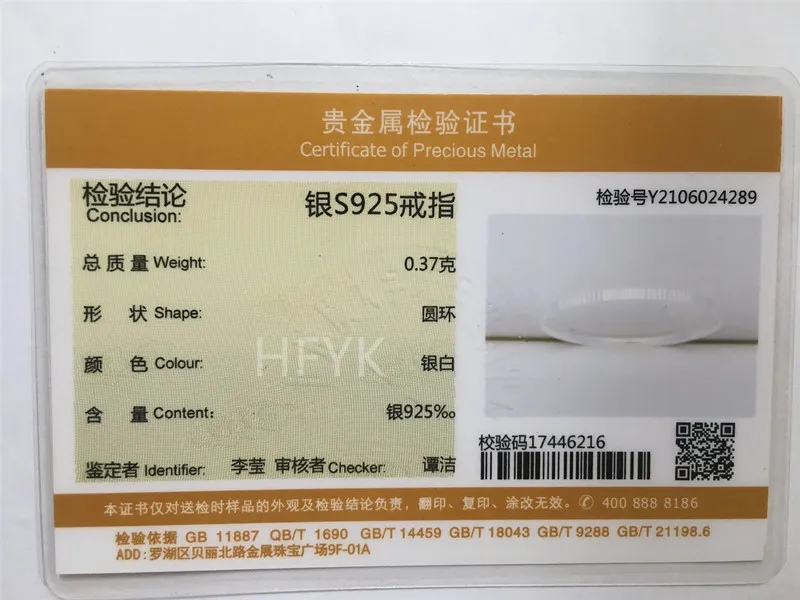 贵金属检验证书
Certificate of Precious Metal
检验结论 银S925戒指
Conclusion:
总质量 Weight: 0.37克
形状 Shape: 圆环
颜色 Colour: 银白
含量 Content: 银925‰
鉴定者 Identifier: 李莹 审核者 Checker: 谭洁
HFYK
检验号Y2106024289
校验码17446216
本证书仅对送检时样品的外观及检验结论负责，翻印、复印、涂改无效。✆ 400 888 8186
检验依据 GB 11887 QB/T 1690 GB/T 14459 GB/T 18043 GB/T 9288 GB/T 21198.6
ADD:罗湖区贝丽北路金展珠宝广场9F-01A